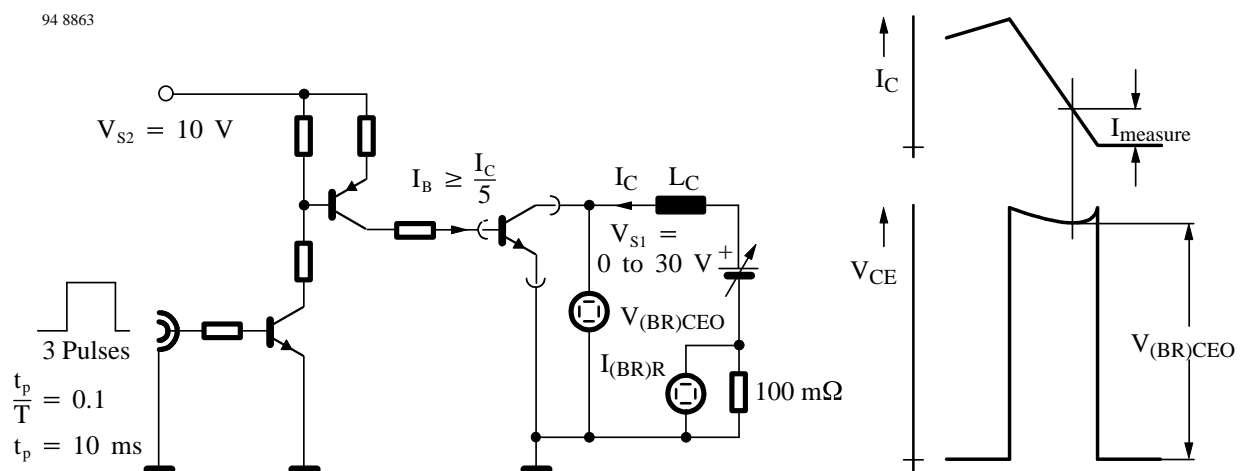 94 8863
V_S2 = 10 V
I_B ≥ I_C/5
I_C
L_C
V_S1 =
0 to 30 V
+
V_(BR)CEO
I_(BR)R
100 mΩ
3 Pulses
t_p/T = 0.1
t_p = 10 ms
I_C
I_measure
V_CE
V_(BR)CEO